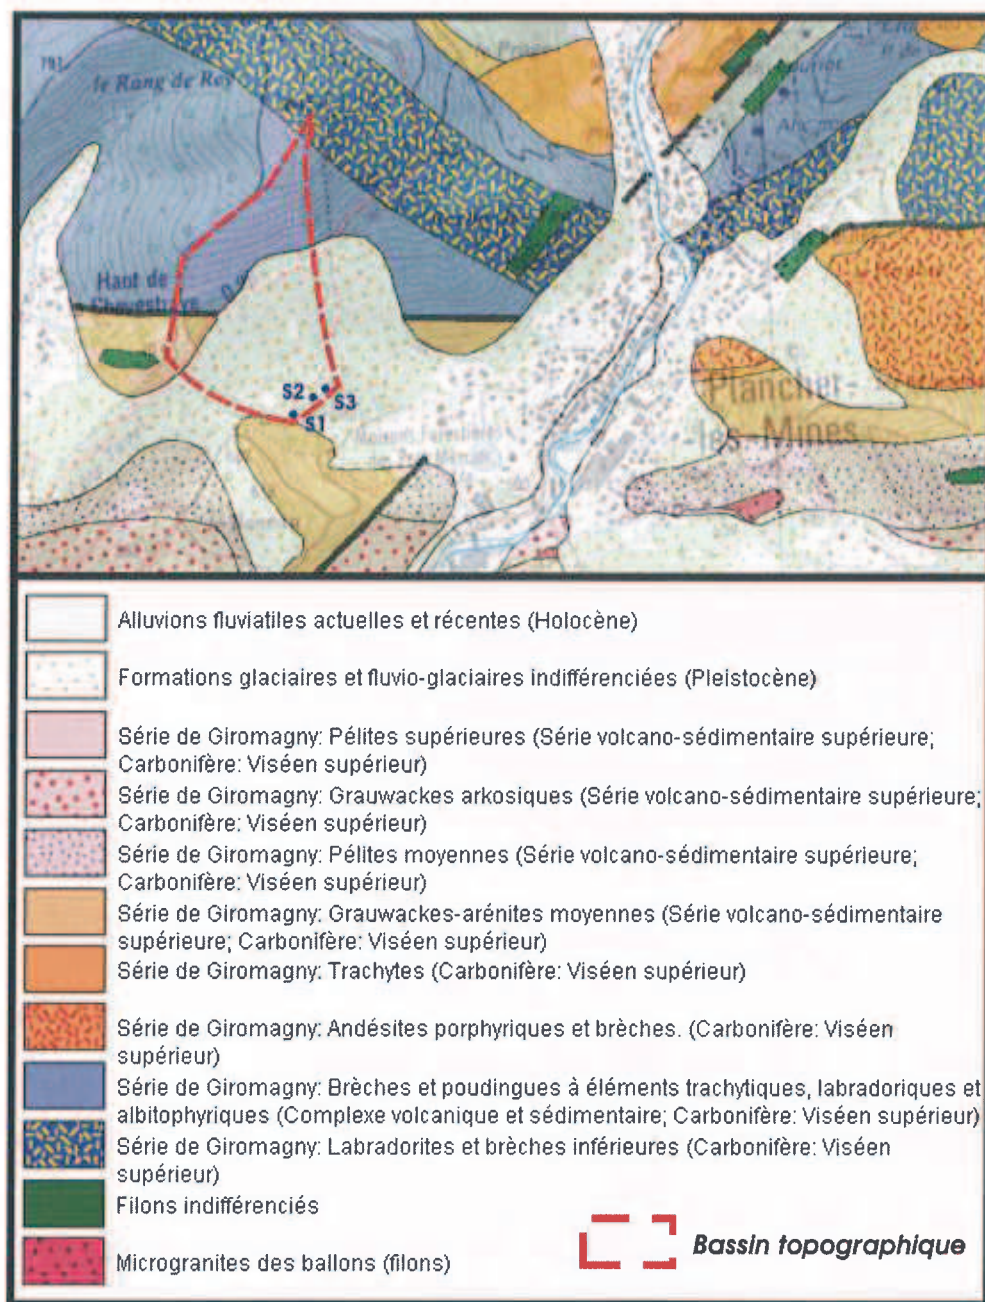 791
le Rang de Rey
Haut de
S2
S3
S1
Plancher-
-les-Mines
Alluvions fluviatiles actuelles et récentes (Holocène)
Formations glaciaires et fluvio-glaciaires indifférenciées (Pleistocène)
Série de Giromagny: Pélites supérieures (Série volcano-sédimentaire supérieure;
Carbonifère: Viséen supérieur)
Série de Giromagny: Grauwackes arkosiques (Série volcano-sédimentaire supérieure;
Carbonifère: Viséen supérieur)
Série de Giromagny: Pélites moyennes (Série volcano-sédimentaire supérieure;
Carbonifère: Viséen supérieur)
Série de Giromagny: Grauwackes-arénites moyennes (Série volcano-sédimentaire
supérieure; Carbonifère: Viséen supérieur)
Série de Giromagny: Trachytes (Carbonifère: Viséen supérieur)
Série de Giromagny: Andésites porphyriques et brèches. (Carbonifère: Viséen
supérieur)
Série de Giromagny: Brèches et poudingues à éléments trachytiques, labradoriques et
albitophyriques (Complexe volcanique et sédimentaire; Carbonifère: Viséen supérieur)
Série de Giromagny: Labradorites et brèches inférieures (Carbonifère: Viséen
supérieur)
Filons indifférenciés
Microgranites des ballons (filons)
Bassin topographique